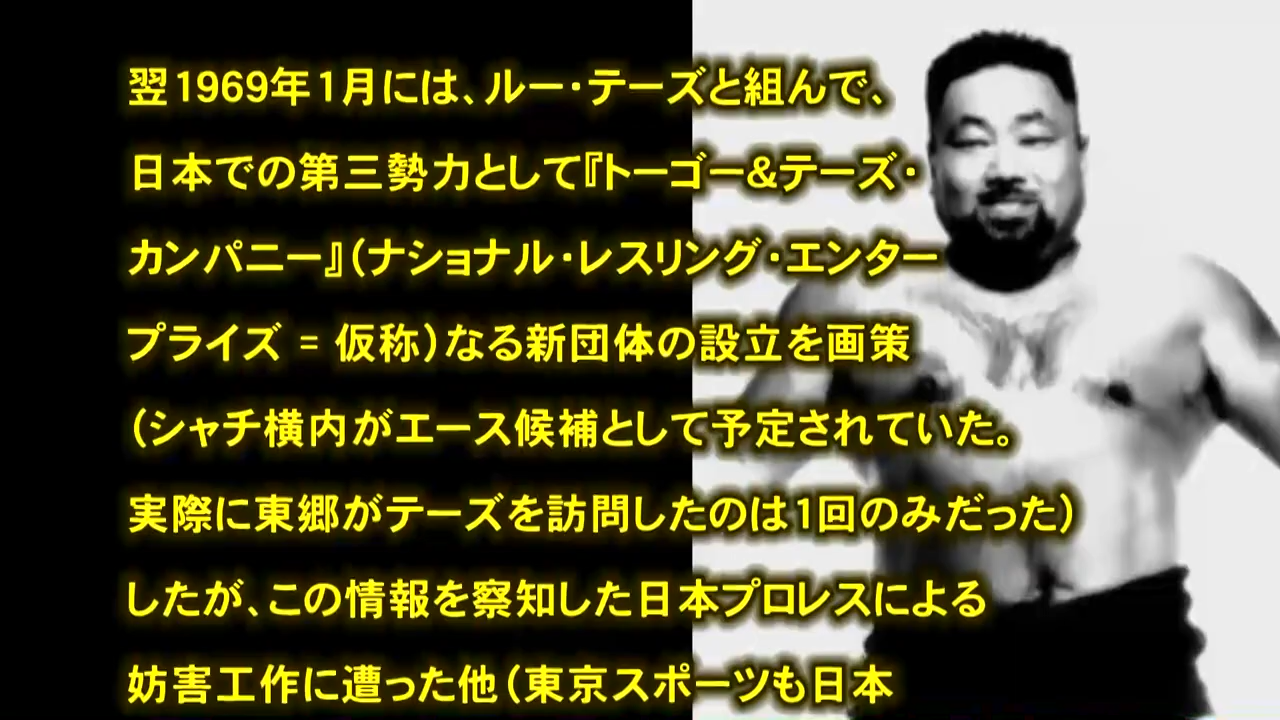 翌1969年1月には、ルー・テーズと組んで、
日本での第三勢力として『トーゴー&テーズ・
カンパニー』（ナショナル・レスリング・エンター
プライズ = 仮称）なる新団体の設立を画策
（シャチ横内がエース候補として予定されていた。
実際に東郷がテーズを訪問したのは1回のみだった）
したが、この情報を察知した日本プロレスによる
妨害工作に遭った他（東京スポーツも日本